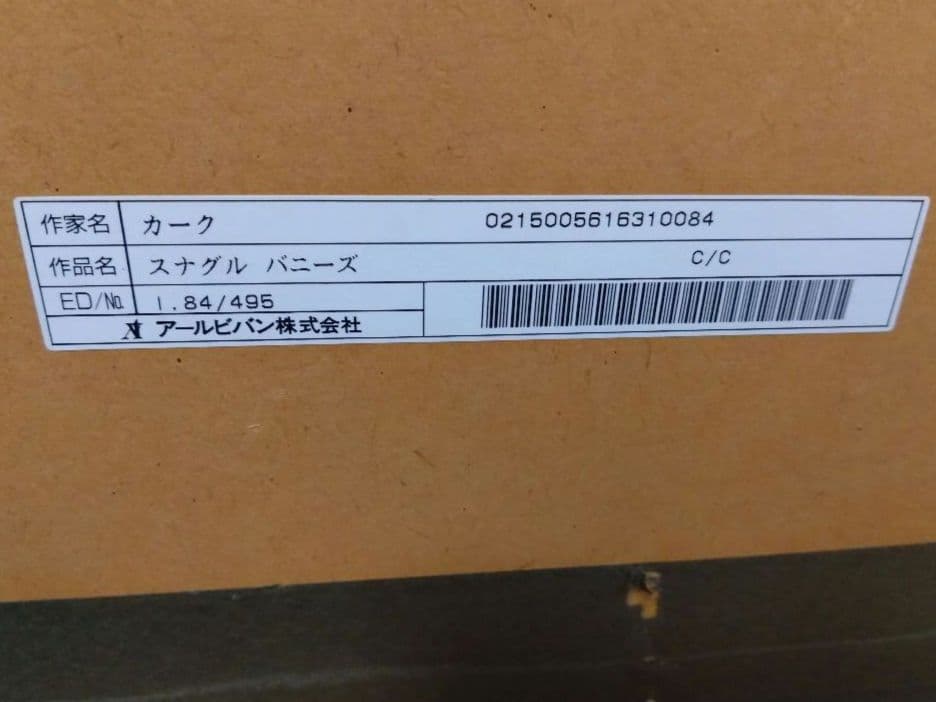 作家名 カーク 0215005616310084
作品名 スナグル バニーズ C/C
ED/№ I.84/495
アールビバン株式会社